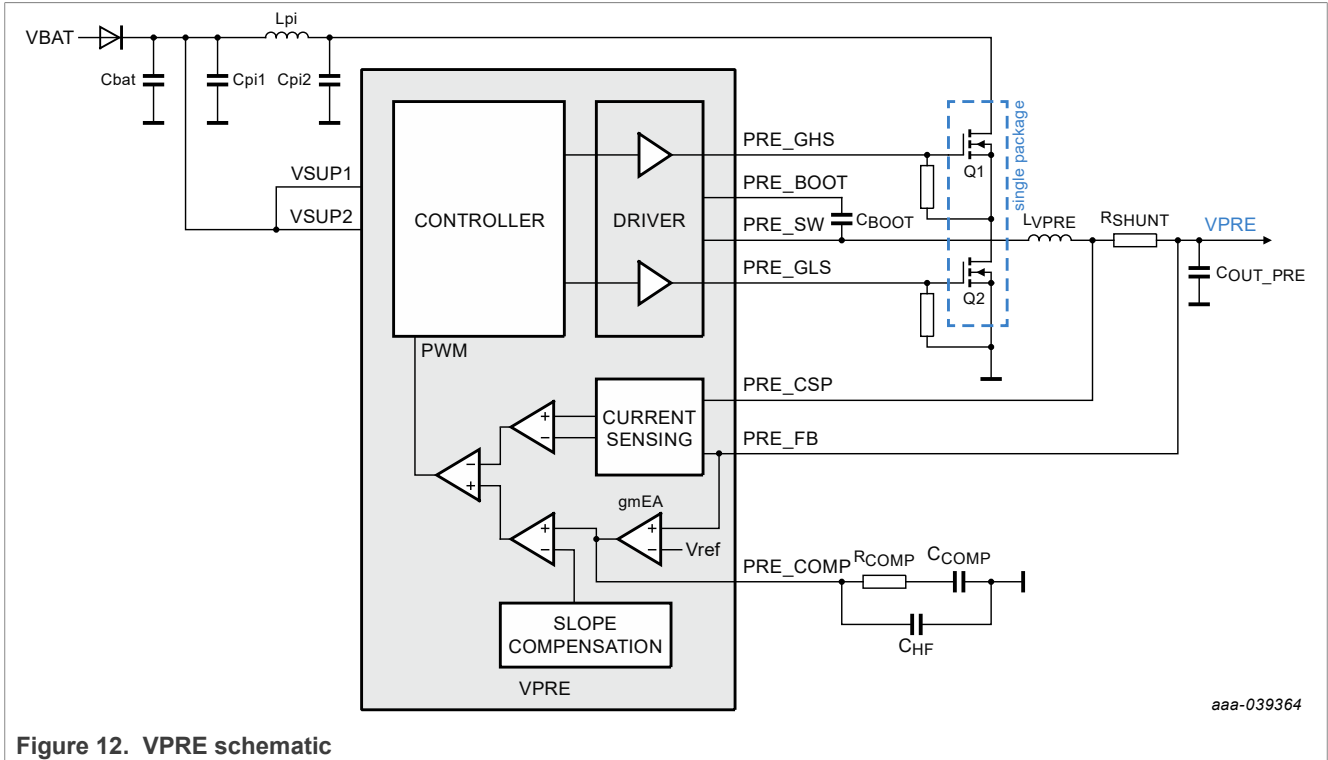 VBAT
Lpi
Cbat
Cpi1
Cpi2
VSUP1
VSUP2
CONTROLLER
DRIVER
PRE_GHS
PRE_BOOT
PRE_SW
PRE_GLS
CBOOT
Q1
Q2
single package
LVPRE
RSHUNT
VPRE
COUT_PRE
PWM
CURRENT
SENSING
PRE_CSP
PRE_FB
+
−
−
+
gmEA
+
−
+
−
Vref
PRE_COMP
RCOMP
CCOMP
CHF
SLOPE
COMPENSATION
VPRE
aaa-039364
Figure 12. VPRE schematic